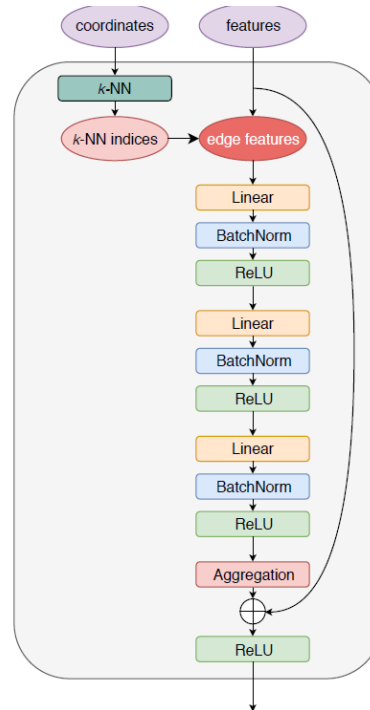 coordinates
features
k-NN
k-NN indices
edge features
Linear
BatchNorm
ReLU
Linear
BatchNorm
ReLU
Linear
BatchNorm
ReLU
Aggregation
ReLU